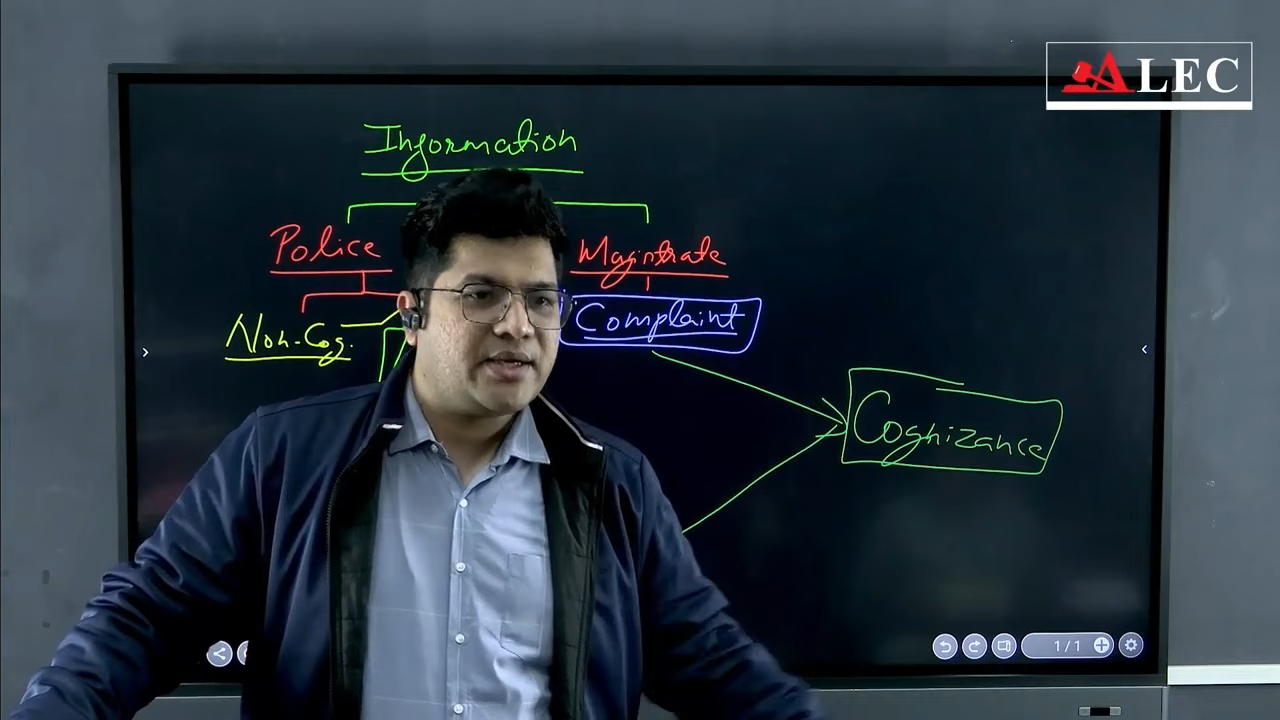 ALEC
Information
Police
Magistrate
Non-Cog.
Complaint
Cognizance
1/1